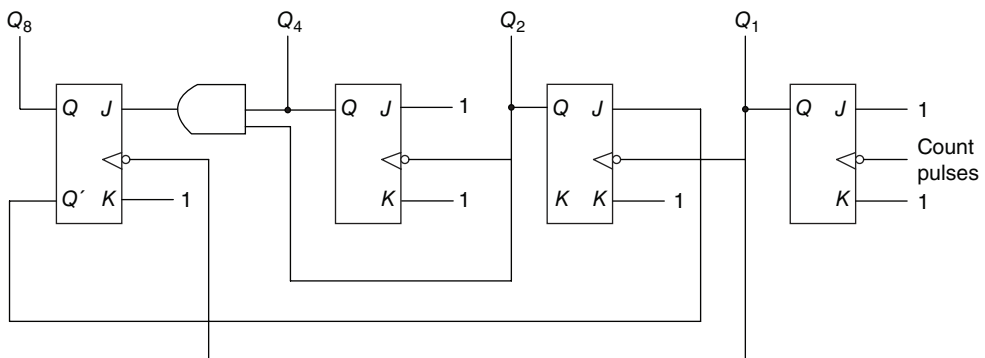 Q8 Q4 Q2 Q1
Q J Q J 1 Q J Q J 1
Count
pulses
Q′ K 1 K 1 K K 1 K 1